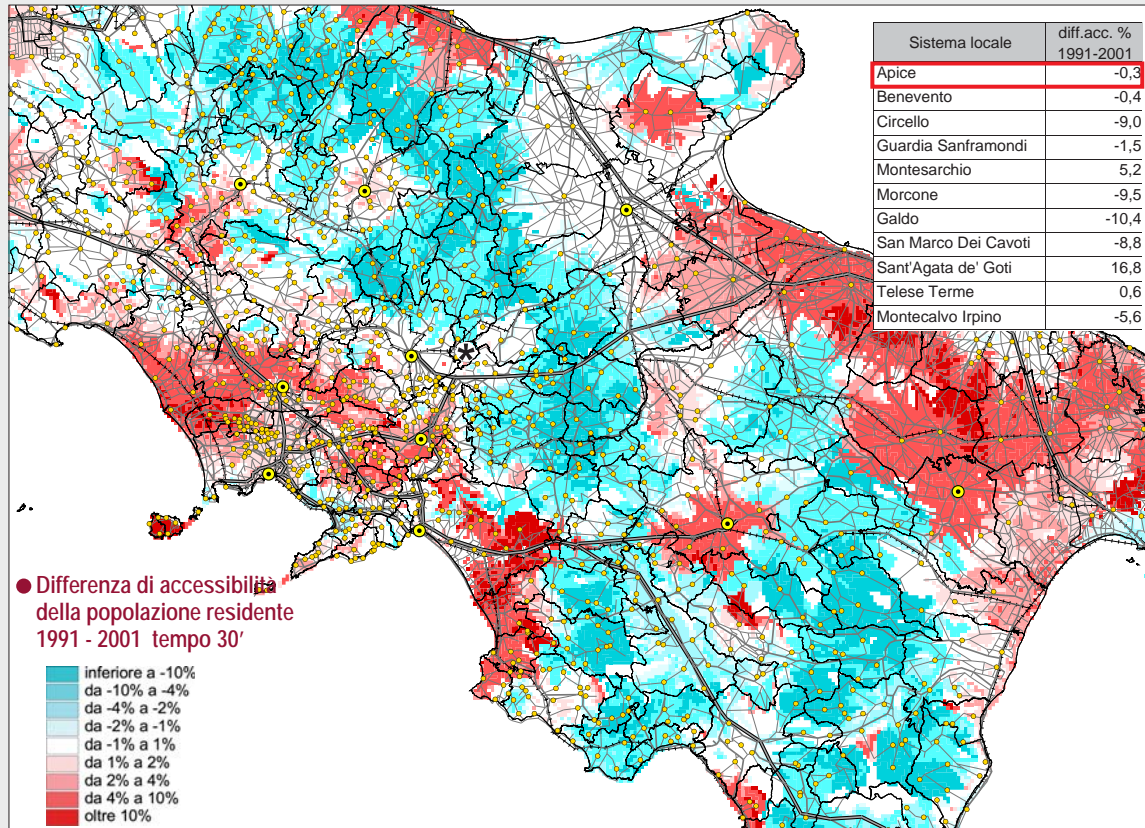 Sistema locale diff.acc. % 1991-2001
Apice -0,3
Benevento -0,4
Circello -9,0
Guardia Sanframondi -1,5
Montesarchio 5,2
Morcone -9,5
Galdo -10,4
San Marco Dei Cavoti -8,8
Sant'Agata de' Goti 16,8
Telese Terme 0,6
Montecalvo Irpino -5,6
Differenza di accessibilità
della popolazione residente
1991 - 2001 tempo 30'
inferiore a -10%
da -10% a -4%
da -4% a -2%
da -2% a -1%
da -1% a 1%
da 1% a 2%
da 2% a 4%
da 4% a 10%
oltre 10%